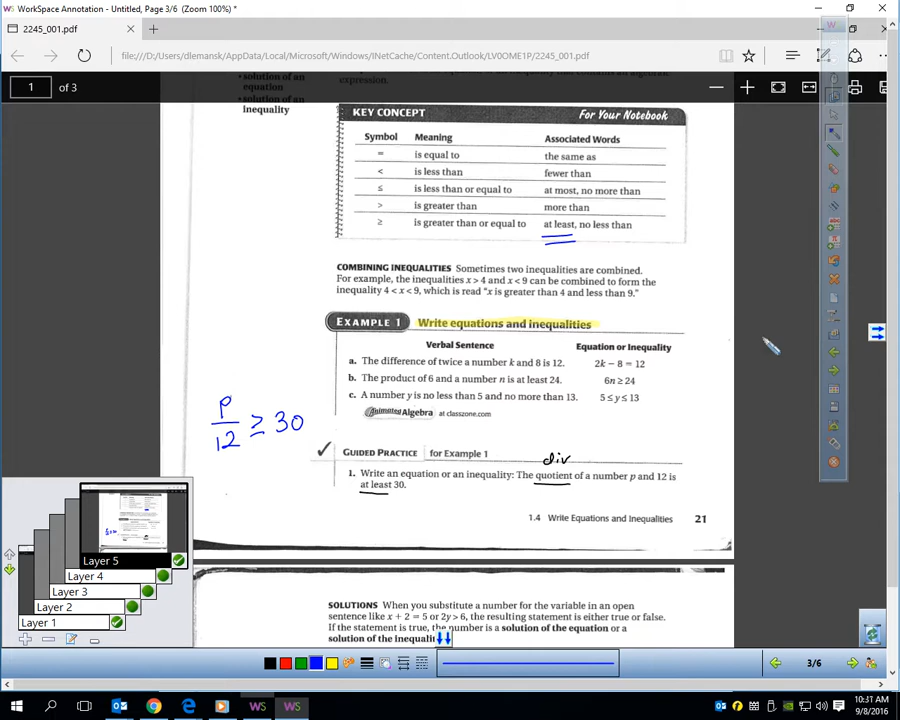 WorkSpace Annotation - Untitled, Page 3/6 (Zoom 100%) *
2245_001.pdf
file:///D:/Users/dlemansk/AppData/Local/Microsoft/Windows/INetCache/Content.Outlook/LV0OME1P/2245_001.pdf
1 of 3
expression.
• solution of an
equation
• solution of an
inequality
KEY CONCEPT For Your Notebook
Symbol Meaning Associated Words
= is equal to the same as
< is less than fewer than
≤ is less than or equal to at most, no more than
> is greater than more than
≥ is greater than or equal to at least, no less than
COMBINING INEQUALITIES Sometimes two inequalities are combined.
For example, the inequalities x > 4 and x < 9 can be combined to form the
inequality 4 < x < 9, which is read "x is greater than 4 and less than 9."
EXAMPLE 1 Write equations and inequalities
Verbal Sentence Equation or Inequality
a. The difference of twice a number k and 8 is 12. 2k − 8 = 12
b. The product of 6 and a number n is at least 24. 6n ≥ 24
c. A number y is no less than 5 and no more than 13. 5 ≤ y ≤ 13
Animated Algebra at classzone.com
p
12 ≥ 30
✓ GUIDED PRACTICE for Example 1
div
1. Write an equation or an inequality: The quotient of a number p and 12 is
at least 30.
1.4 Write Equations and Inequalities 21
Layer 5
Layer 4
Layer 3
Layer 2
Layer 1
SOLUTIONS When you substitute a number for the variable in an open
sentence like x + 2 = 5 or 2y > 6, the resulting statement is either true or false.
If the statement is true, the number is a solution of the equation or a
solution of the inequalit
3/6
10:31 AM
9/8/2016